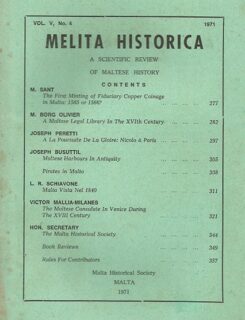 VOL. V, No. 4 1971
MELITA HISTORICA
A SCIENTIFIC REVIEW
OF MALTESE HISTORY
CONTENTS
M. SANT
The First Minting of Fiduciary Copper Coinage
in Malta: 1565 or 1566? 277
M. BORG OLIVIER
A Maltese Legal Library In The XVIth Century 282
JOSEPH PERETTI
A La Poursuite De La Gloire: Nicolo à Paris 297
JOSEPH BUSUTTIL
Maltese Harbours In Antiquity 305
Pirates in Malta 308
L. R. SCHIAVONE
Malta Vist Nel 1840 311
VICTOR MALLIA-MILANES
The Maltese Consulate In Venice During
The XVIII Century 321
HON. SECRETARY
The Malta Historical Society 344
Book Reviews 349
Rules For Contributors 357
Malta Historical Society
MALTA
1971